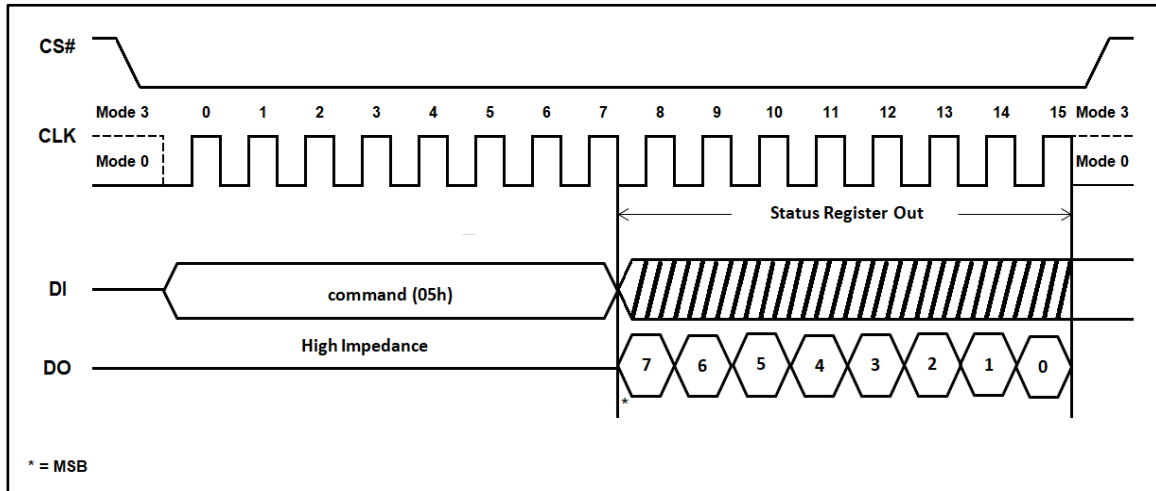 CS#
Mode 3 0 1 2 3 4 5 6 7 8 9 10 11 12 13 14 15 Mode 3
CLK
Mode 0 Mode 0
Status Register Out
DI command (05h)
High Impedance
DO 7 6 5 4 3 2 1 0
*
* = MSB